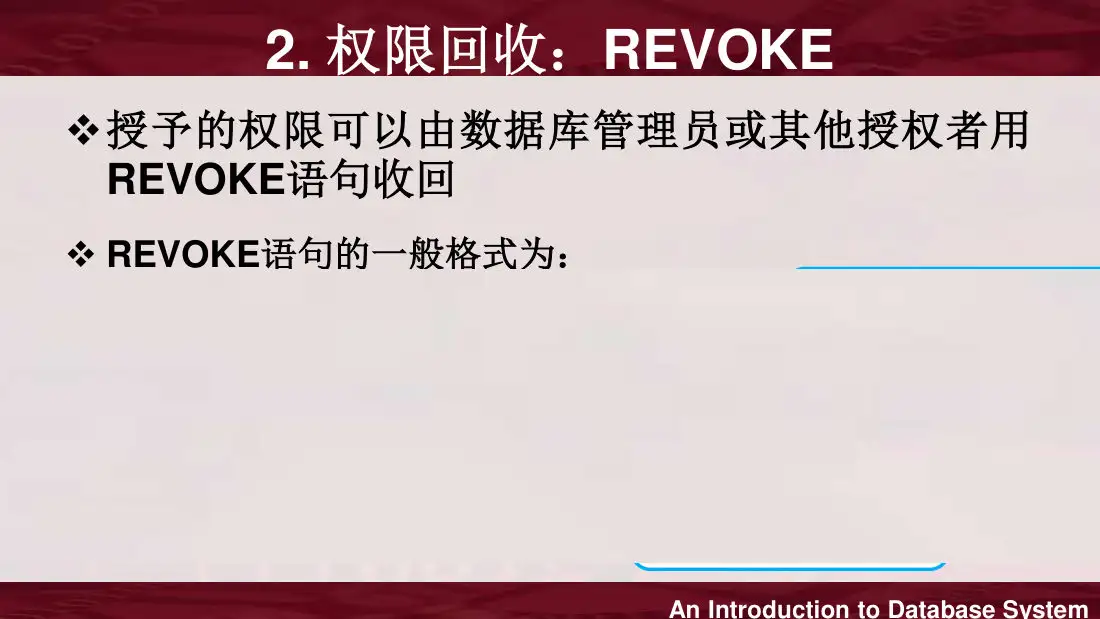 2. 权限回收：REVOKE
❖授予的权限可以由数据库管理员或其他授权者用
REVOKE语句收回
❖ REVOKE语句的一般格式为：
An Introduction to Database System